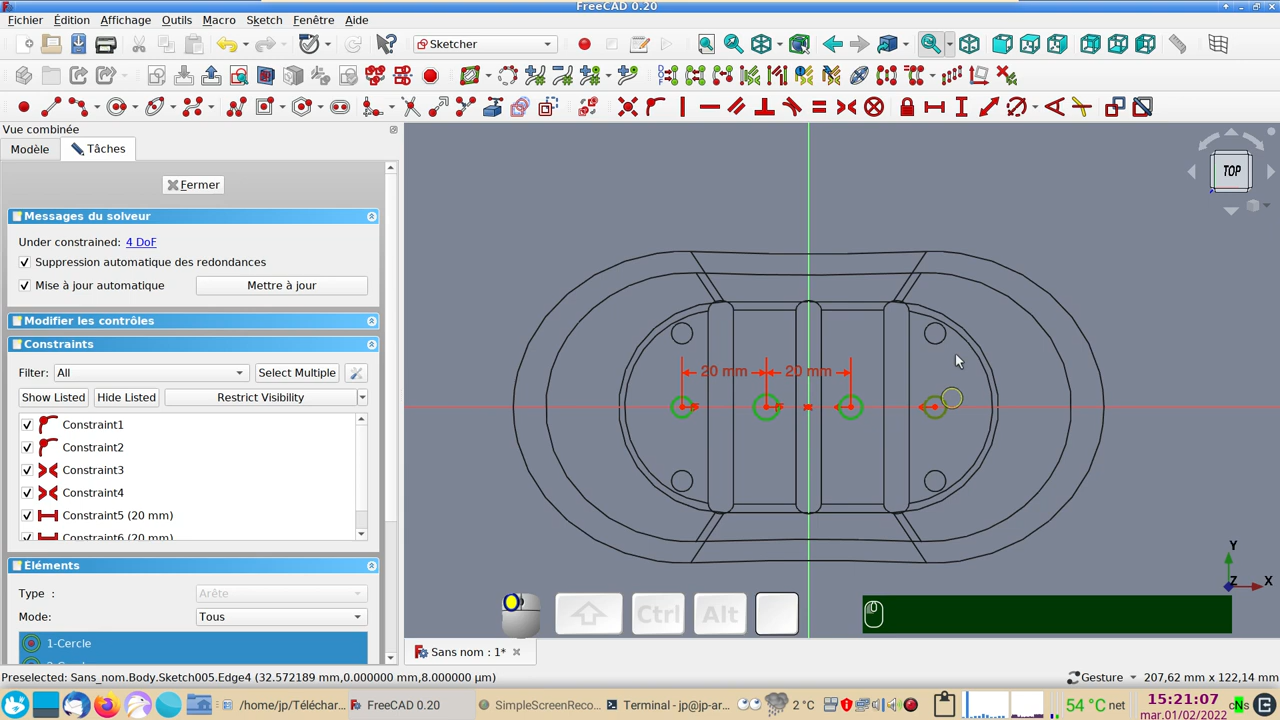 FreeCAD 0.20
Fichier Édition Affichage Outils Macro Sketch Fenêtre Aide
Sketcher
Vue combinée
Modèle Tâches
Fermer
Messages du solveur
Under constrained: 4 DoF
Suppression automatique des redondances
Mise à jour automatique Mettre à jour
Modifier les contrôles
Constraints
Filter: All Select Multiple
Show Listed Hide Listed Restrict Visibility
Constraint1
Constraint2
Constraint3
Constraint4
Constraint5 (20 mm)
Constraint6 (20 mm)
Eléments
Type : Arête
Mode: Tous
1-Cercle
TOP
20 mm 20 mm
Y
Z X
Ctrl Alt
Sans nom : 1*
Preselected: Sans_nom.Body.Sketch005.Edge4 (32.572189 mm,0.000000 mm,8.000000 µm)
Gesture 207,62 mm x 122,14 mm
/home/jp/Téléchar... FreeCAD 0.20 SimpleScreenReco... Terminal - jp@jp-ar... 2 °C 54 °C net 15:21:07
mar.01/02/2022